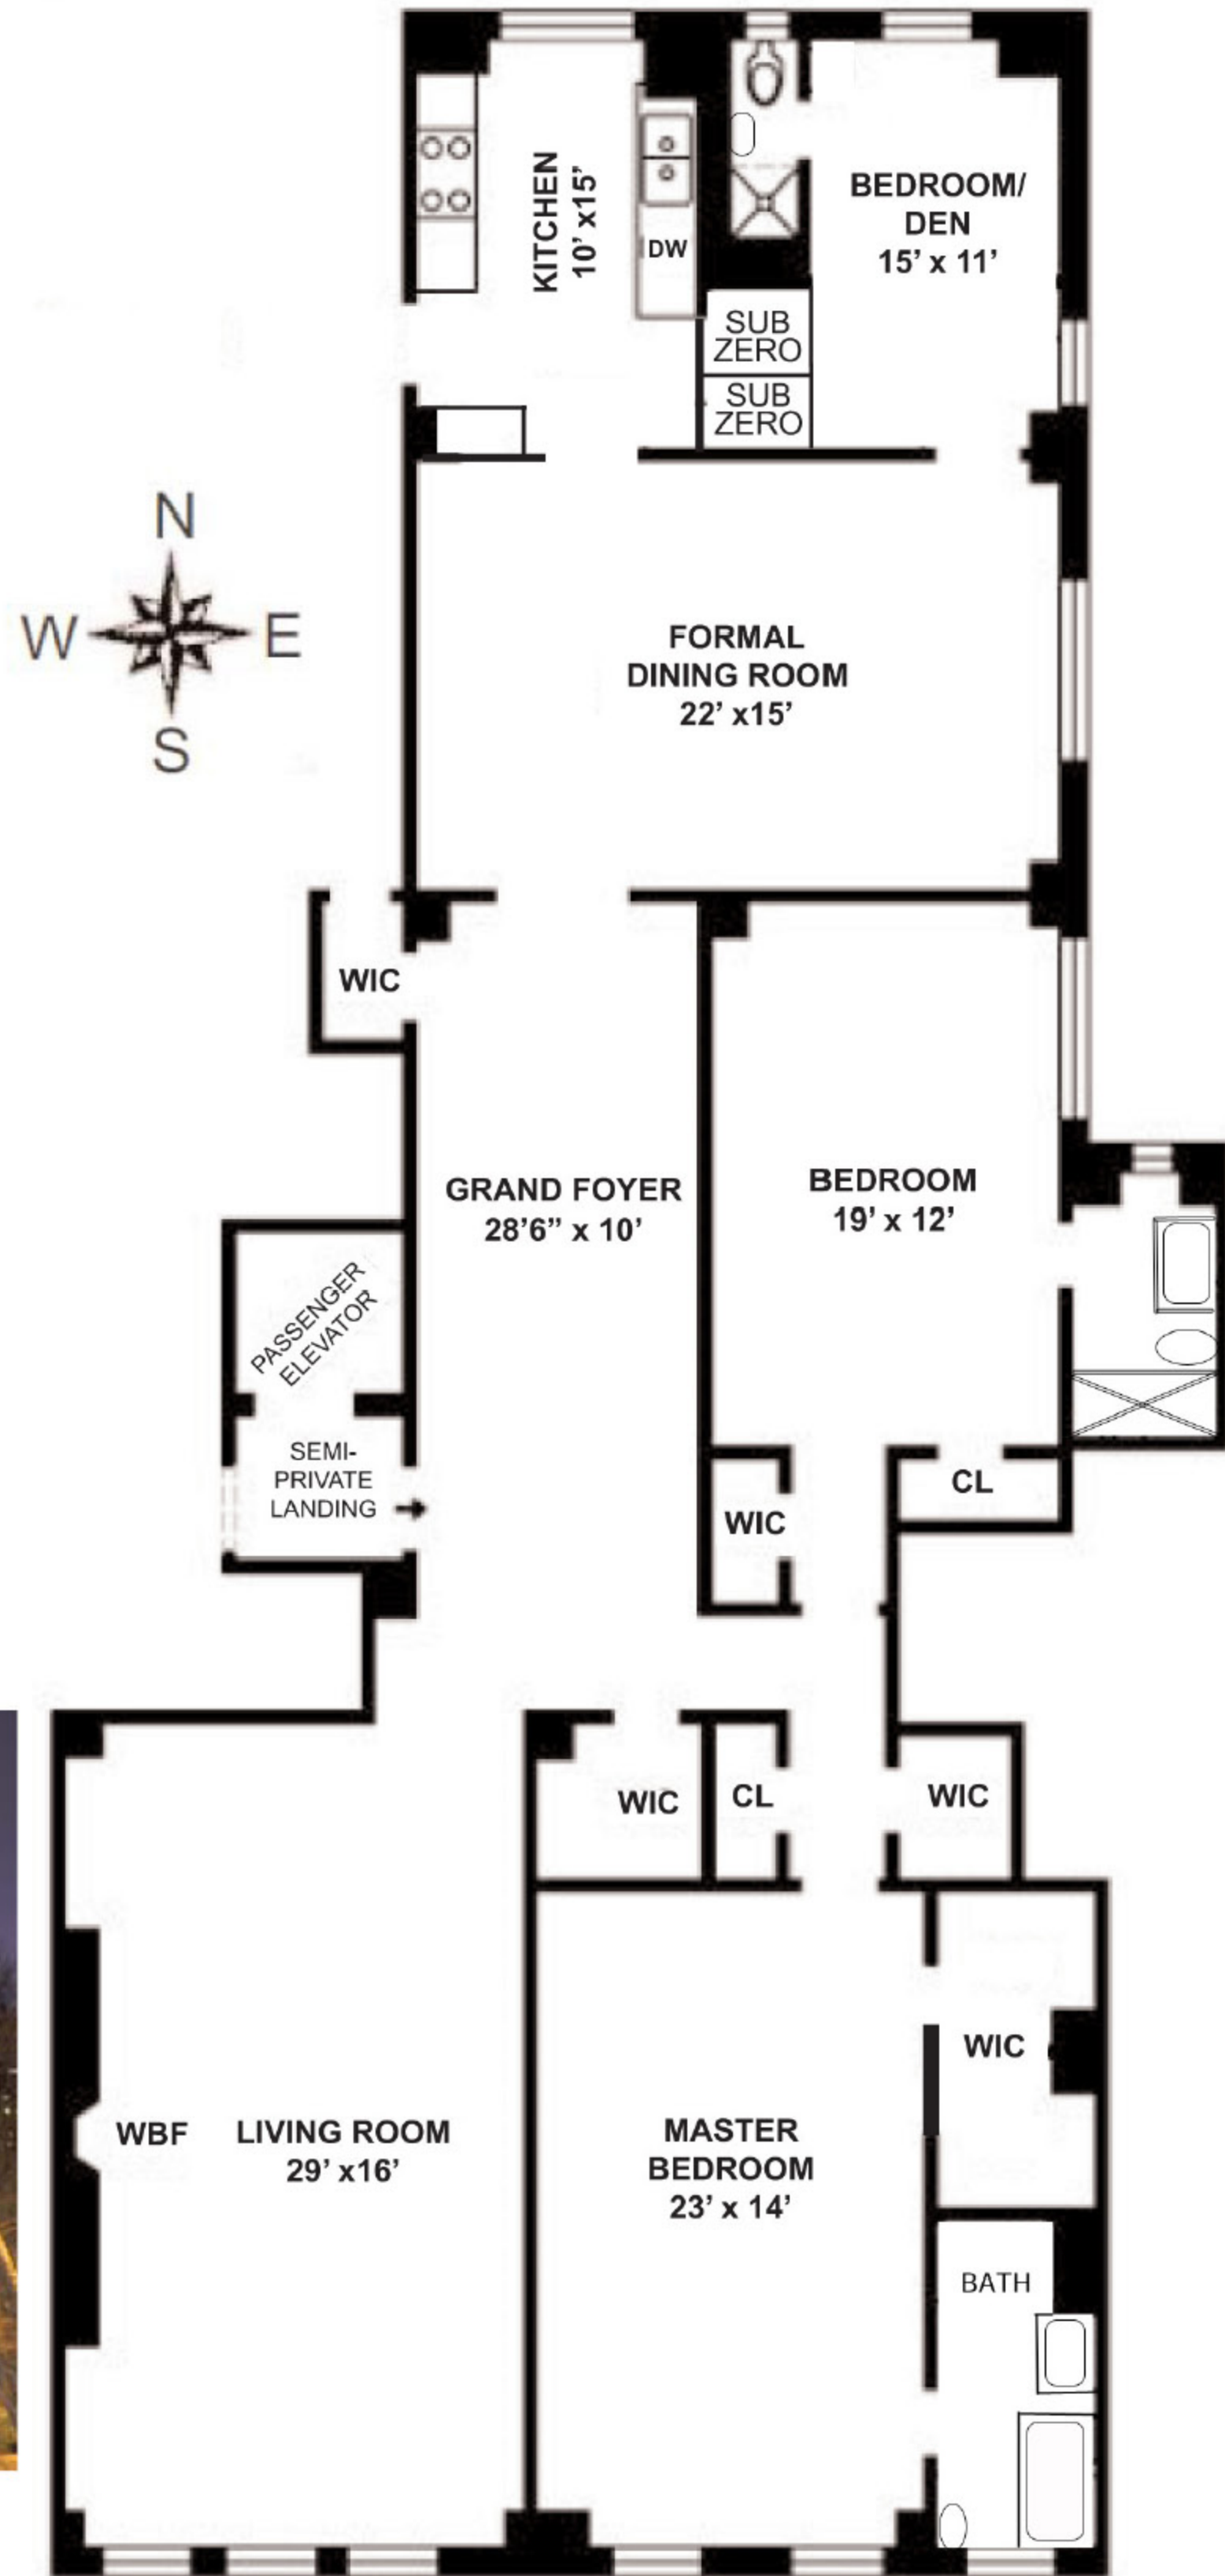 KITCHEN
10’ x15’
DW
BEDROOM/
DEN
15’ x 11’
SUB
ZERO
SUB
ZERO
N
W E
S
FORMAL
DINING ROOM
22’ x15’
WIC
GRAND FOYER
28’6” x 10’
BEDROOM
19’ x 12’
PASSENGER
ELEVATOR
SEMI-
PRIVATE
LANDING
WIC
CL
WIC
CL
WIC
WIC
WBF
LIVING ROOM
29’ x16’
MASTER
BEDROOM
23’ x 14’
BATH